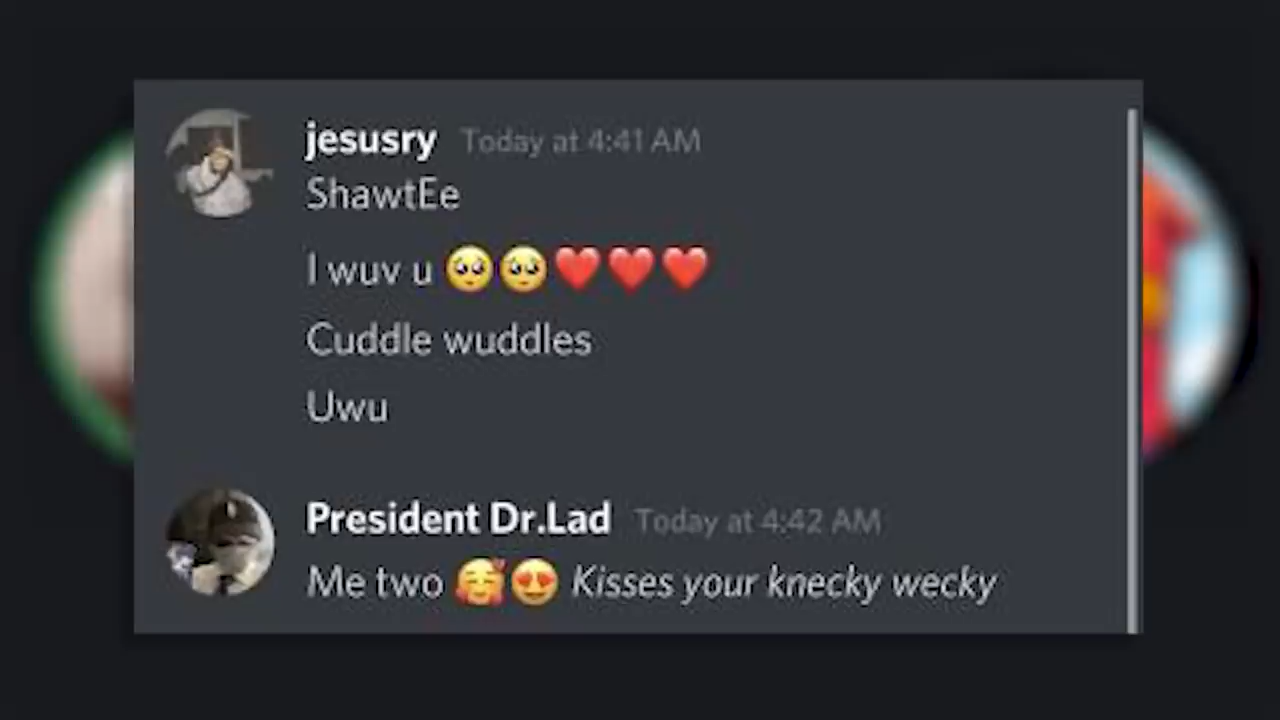 jesusry Today at 4:41 AM
ShawtEe
I wuv u 🥺🥺❤️❤️❤️
Cuddle wuddles
Uwu
President Dr.Lad Today at 4:42 AM
Me two 🥰😍 Kisses your knecky wecky